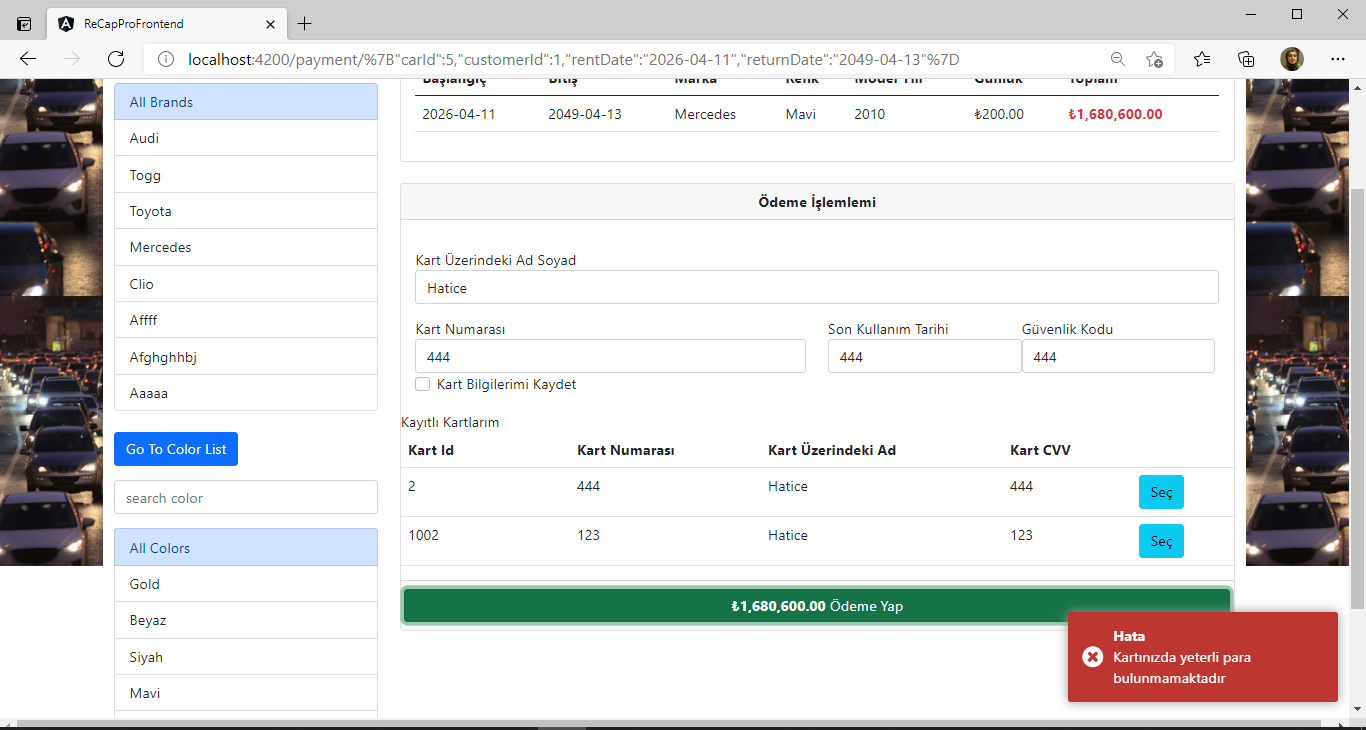 ReCapProFrontend
localhost:4200/payment/%7B"carId":5,"customerId":1,"rentDate":"2026-04-11","returnDate":"2049-04-13"%7D
All Brands
Audi
Togg
Toyota
Mercedes
Clio
Affff
Afghghhbj
Aaaaa
Go To Color List
search color
All Colors
Gold
Beyaz
Siyah
Mavi
Başlangıç Bitiş Marka Renk Model Yılı Günlük Toplam
2026-04-11 2049-04-13 Mercedes Mavi 2010 ₺200.00 ₺1,680,600.00
Ödeme İşlemlemi
Kart Üzerindeki Ad Soyad
Hatice
Kart Numarası Son Kullanım Tarihi Güvenlik Kodu
444 444 444
Kart Bilgilerimi Kaydet
Kayıtlı Kartlarım
Kart Id Kart Numarası Kart Üzerindeki Ad Kart CVV
2 444 Hatice 444 Seç
1002 123 Hatice 123 Seç
₺1,680,600.00 Ödeme Yap
Hata
Kartınızda yeterli para
bulunmamaktadır